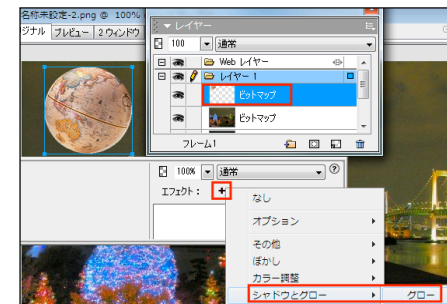 名称未設定-2.png @ 100%
ジナル プレビュー 2 ウィンドウ
レイヤー
100 通常
Web レイヤー
レイヤー 1
ビットマップ
ビットマップ
フレーム1
100% 通常
エフェクト： +
なし
オプション
その他
ぼかし
カラー調整
シャドウとグロー
グロー